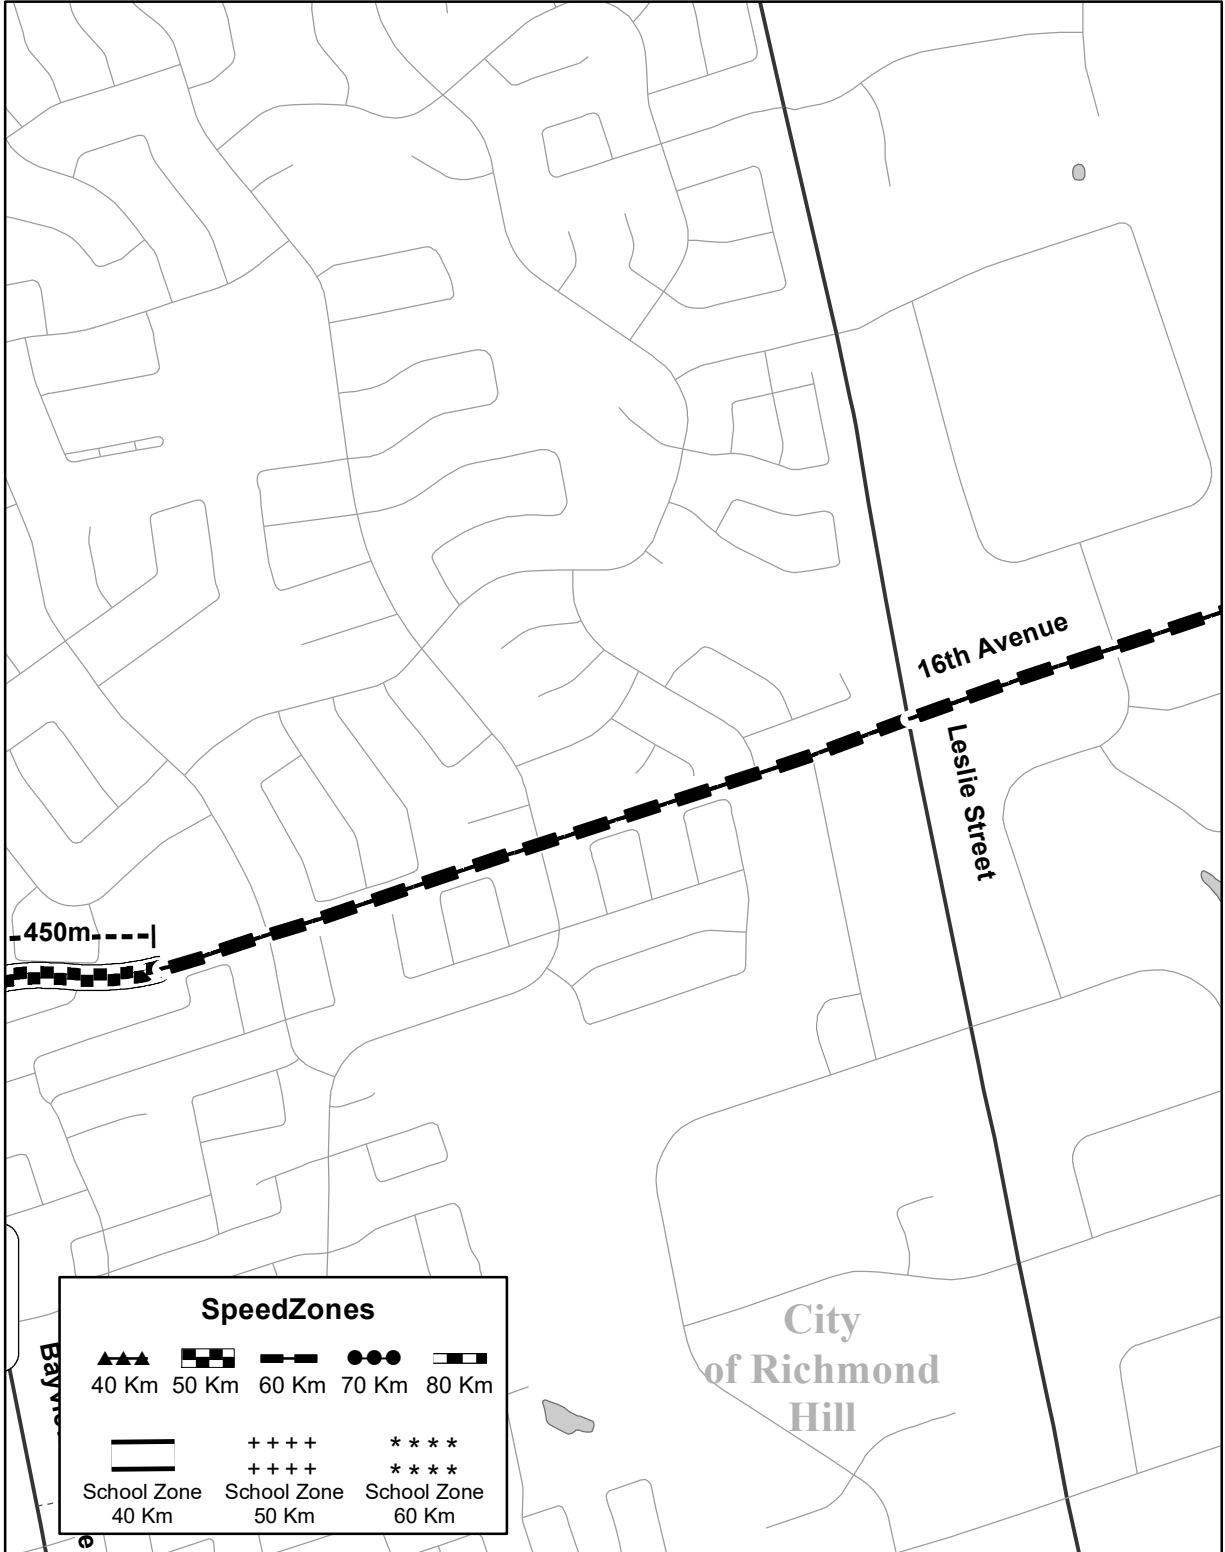 16th Avenue
Leslie Street
450m
SpeedZones
40 Km 50 Km 60 Km 70 Km 80 Km
++++ ****
++++ ****
School Zone School Zone School Zone
40 Km 50 Km 60 Km
City
of Richmond
Hill